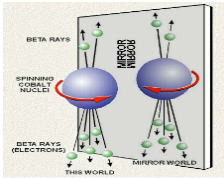 BETA RAYS
MIRROR
MIRROR
SPINNING
COBALT
NUCLEI
BETA RAYS
(ELECTRONS)
THIS WORLD
MIRROR WORLD